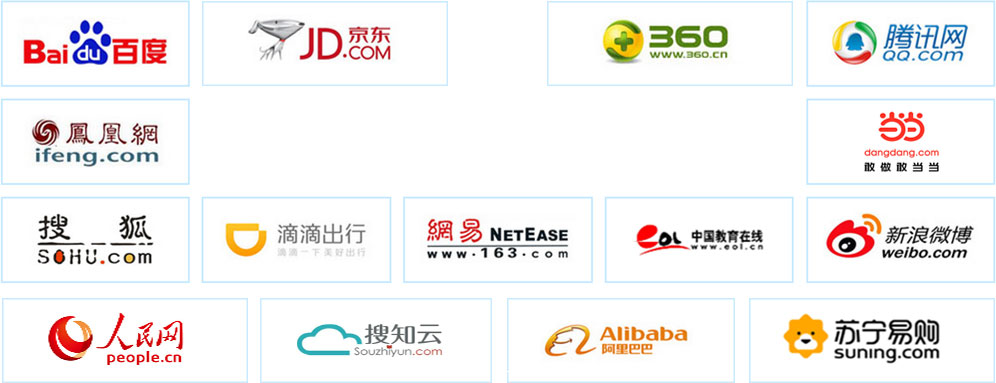 Bai du 百度
JD 京东
.COM
360
www.360.cn
腾讯网
QQ.com
鳳凰網
ifeng.com
当当
dangdang.com
敢做敢当当
搜狐
SOHU.com
滴滴出行
滴滴一下 美好出行
網易 NETEASE
www.163.com
eol 中国教育在线
www.eol.cn
新浪微博
weibo.com
人民网
people.cn
搜知云
Souzhiyun.com
Alibaba
阿里巴巴
苏宁易购
suning.com